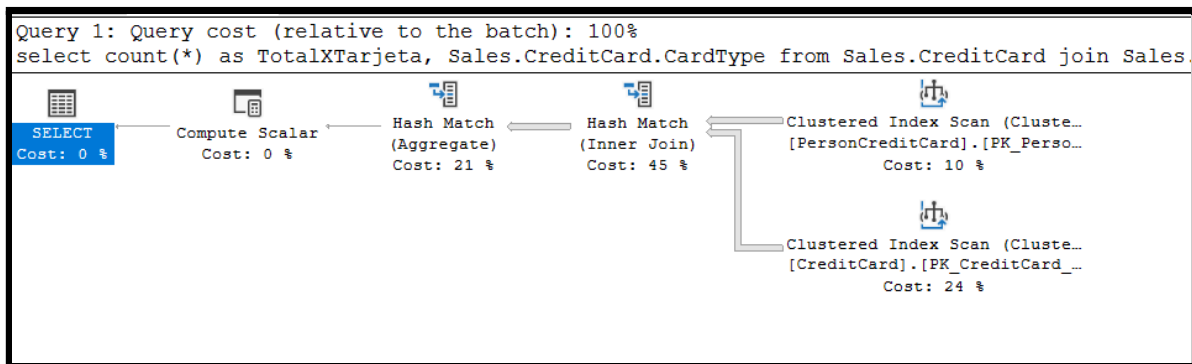 Query 1: Query cost (relative to the batch): 100%
select count(*) as TotalXTarjeta, Sales.CreditCard.CardType from Sales.CreditCard join Sales.
SELECT
Cost: 0 %
Compute Scalar
Cost: 0 %
Hash Match
(Aggregate)
Cost: 21 %
Hash Match
(Inner Join)
Cost: 45 %
Clustered Index Scan (Cluste…
[PersonCreditCard].[PK_Perso…
Cost: 10 %
Clustered Index Scan (Cluste…
[CreditCard].[PK_CreditCard_…
Cost: 24 %